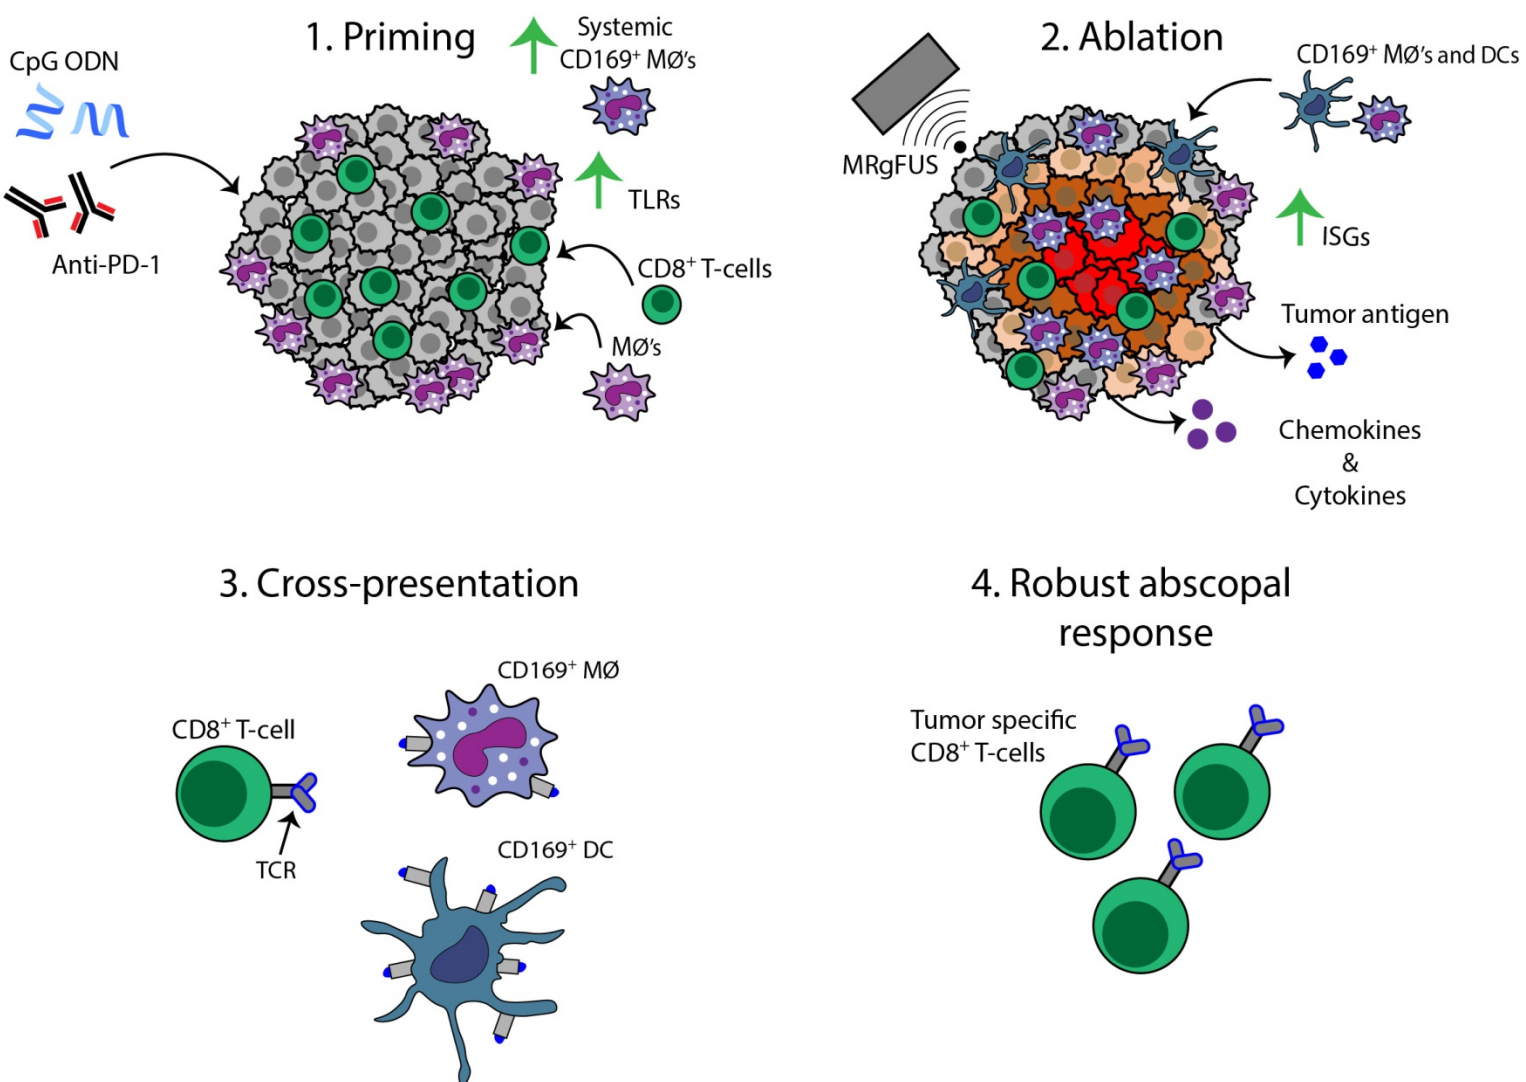 1. Priming
CpG ODN
Anti-PD-1
Systemic
CD169⁺ MØ's
TLRs
CD8⁺ T-cells
MØ's
2. Ablation
MRgFUS
CD169⁺ MØ's and DCs
ISGs
Tumor antigen
Chemokines
&
Cytokines
3. Cross-presentation
CD8⁺ T-cell
TCR
CD169⁺ MØ
CD169⁺ DC
4. Robust abscopal
response
Tumor specific
CD8⁺ T-cells